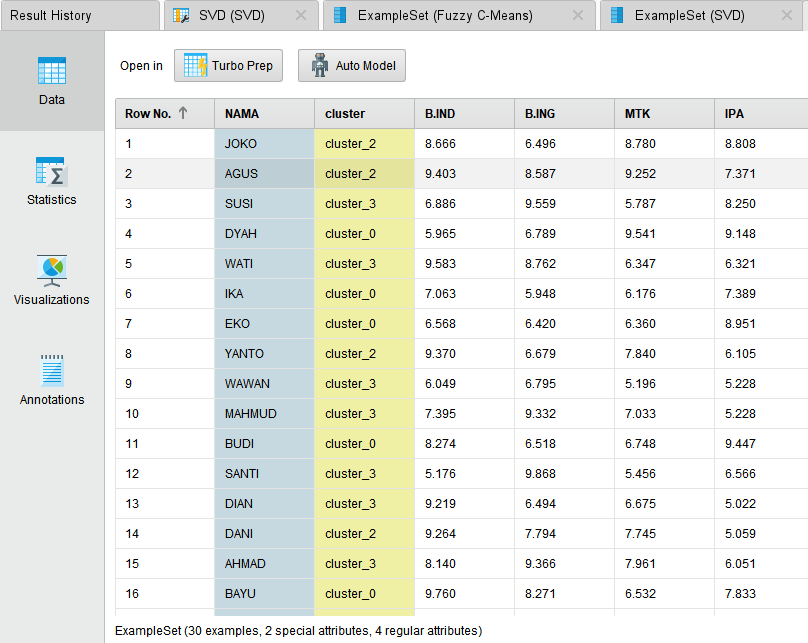 Result History SVD (SVD) ExampleSet (Fuzzy C-Means) ExampleSet (SVD)
Open in Turbo Prep Auto Model
Data
Statistics
Visualizations
Annotations
Row No. NAMA cluster B.IND B.ING MTK IPA
1 JOKO cluster_2 8.666 6.496 8.780 8.808
2 AGUS cluster_2 9.403 8.587 9.252 7.371
3 SUSI cluster_3 6.886 9.559 5.787 8.250
4 DYAH cluster_0 5.965 6.789 9.541 9.148
5 WATI cluster_3 9.583 8.762 6.347 6.321
6 IKA cluster_0 7.063 5.948 6.176 7.389
7 EKO cluster_0 6.568 6.420 6.360 8.951
8 YANTO cluster_2 9.370 6.679 7.840 6.105
9 WAWAN cluster_3 6.049 6.795 5.196 5.228
10 MAHMUD cluster_3 7.395 9.332 7.033 5.228
11 BUDI cluster_0 8.274 6.518 6.748 9.447
12 SANTI cluster_3 5.176 9.868 5.456 6.566
13 DIAN cluster_3 9.219 6.494 6.675 5.022
14 DANI cluster_2 9.264 7.794 7.745 5.059
15 AHMAD cluster_3 8.140 9.366 7.961 6.051
16 BAYU cluster_0 9.760 8.271 6.532 7.833
ExampleSet (30 examples, 2 special attributes, 4 regular attributes)